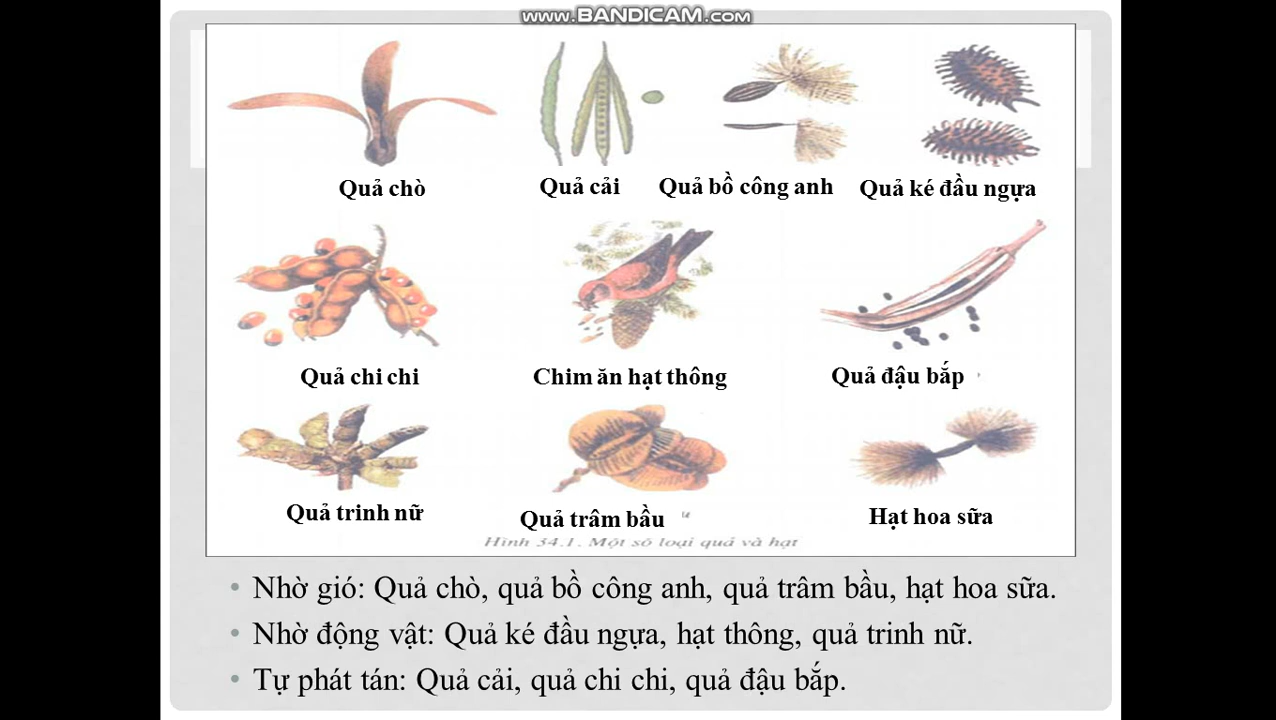 www.BANDICAM.com
Quả chò
Quả cải
Quả bồ công anh
Quả ké đầu ngựa
Quả chi chi
Chim ăn hạt thông
Quả đậu bắp
Quả trinh nữ
Quả trâm bầu
Hạt hoa sữa
Hình 34.1. Một số loại quả và hạt
• Nhờ gió: Quả chò, quả bồ công anh, quả trâm bầu, hạt hoa sữa.
• Nhờ động vật: Quả ké đầu ngựa, hạt thông, quả trinh nữ.
• Tự phát tán: Quả cải, quả chi chi, quả đậu bắp.